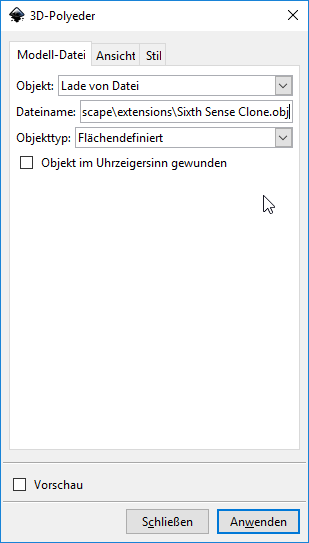 3D-Polyeder
Modell-Datei Ansicht Stil
Objekt: Lade von Datei
Dateiname: scape\extensions\Sixth Sense Clone.obj
Objekttyp: Flächendefiniert
Objekt im Uhrzeigersinn gewunden
Vorschau
Schließen Anwenden